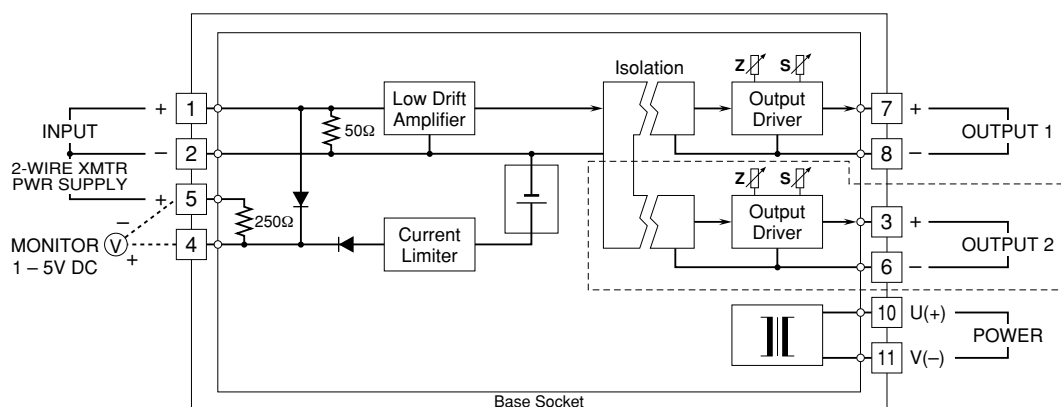 Isolation
Z S
Z S
+ 1
Low Drift
Amplifier
Output
Driver
7 +
50Ω
INPUT
OUTPUT 1
− 2
8 −
2-WIRE XMTR
PWR SUPPLY
+ 5
250Ω
Output
Driver
3 +
−
MONITOR V
+
1 – 5V DC
4
Current
Limiter
OUTPUT 2
6 −
10 U(+)
POWER
11 V(−)
Base Socket